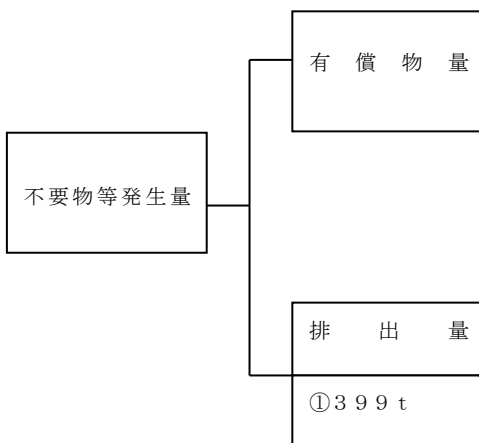 有償物量
不要物等発生量
排出量
①３９９ｔ